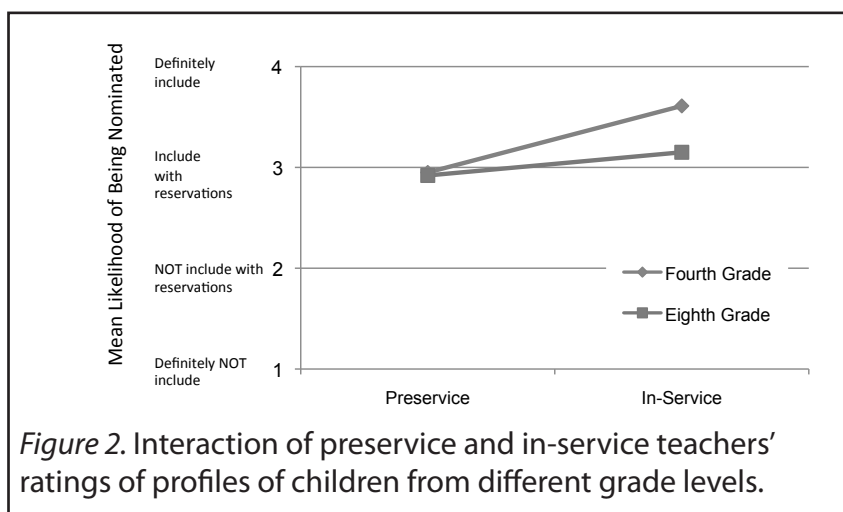 Mean Likelihood of Being Nominated
Definitely
include
4
Include
with
reservations
3
NOT include with
reservations
2
Definitely NOT
include
1
Fourth Grade
Eighth Grade
Preservice
In-Service
Figure 2. Interaction of preservice and in-service teachers’
ratings of profiles of children from different grade levels.